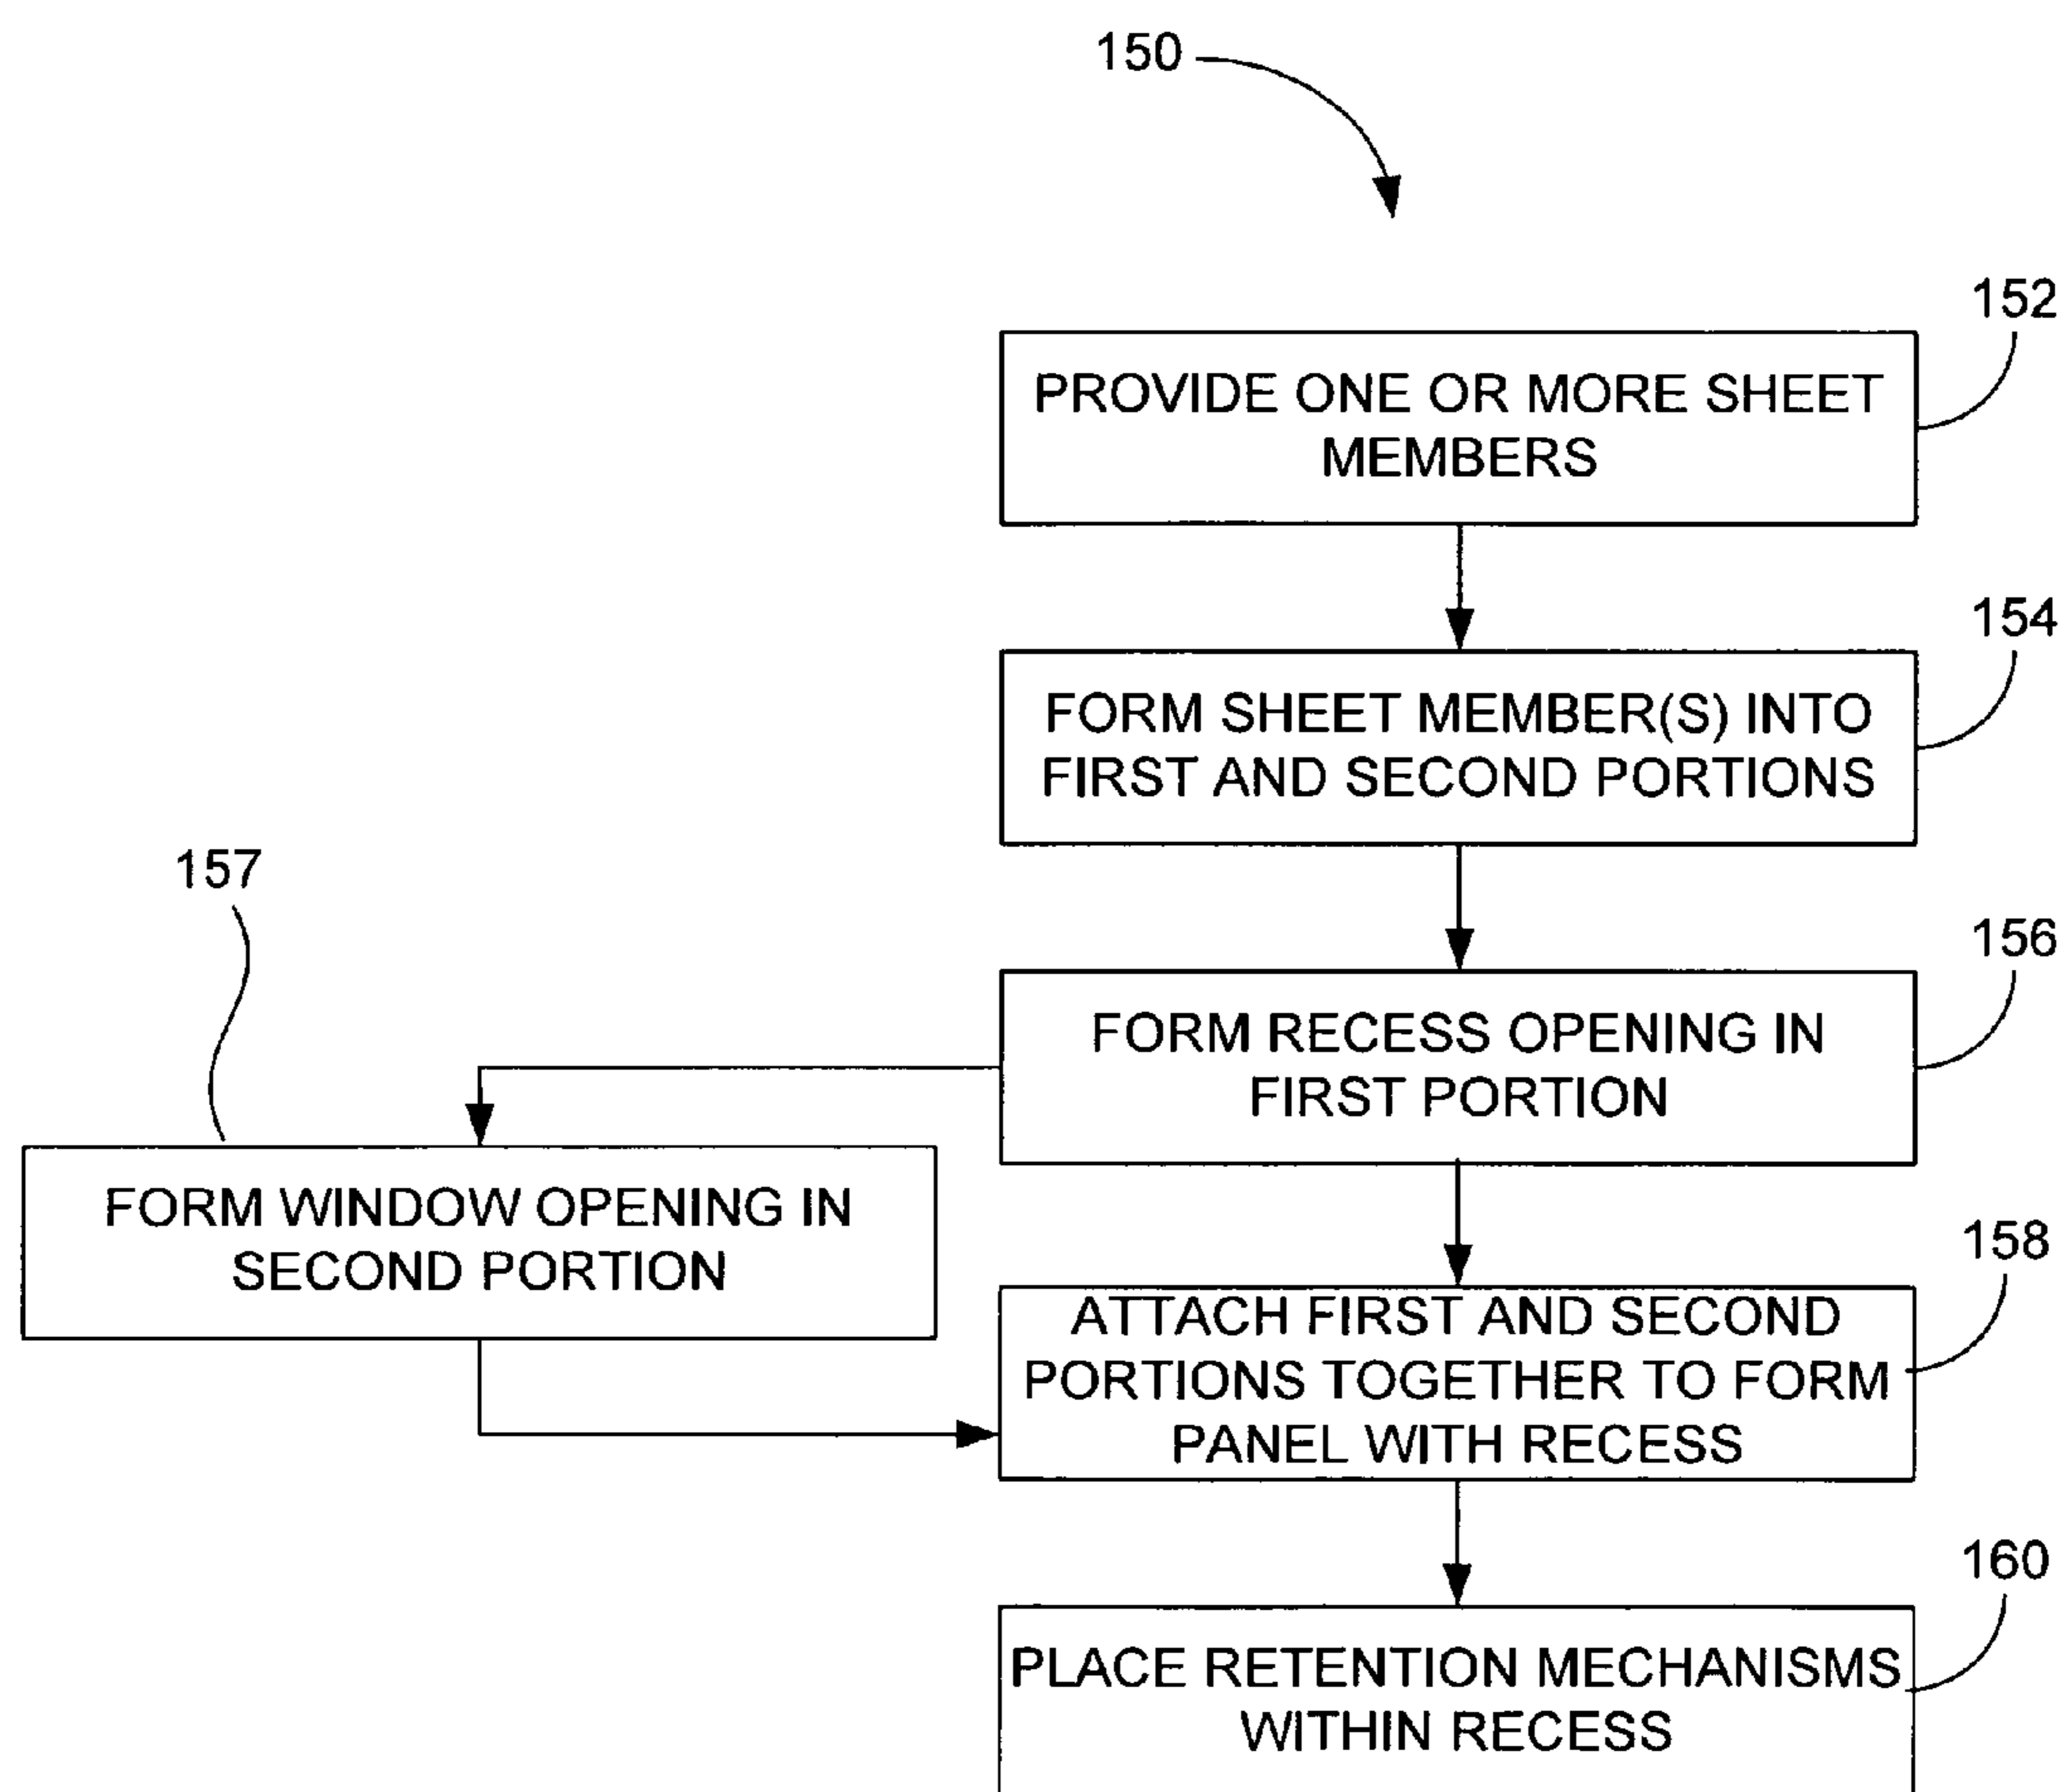 150
152
PROVIDE ONE OR MORE SHEET
MEMBERS
154
FORM SHEET MEMBER(S) INTO
FIRST AND SECOND PORTIONS
156
FORM RECESS OPENING IN
FIRST PORTION
157
FORM WINDOW OPENING IN
SECOND PORTION
158
ATTACH FIRST AND SECOND
PORTIONS TOGETHER TO FORM
PANEL WITH RECESS
160
PLACE RETENTION MECHANISMS
WITHIN RECESS